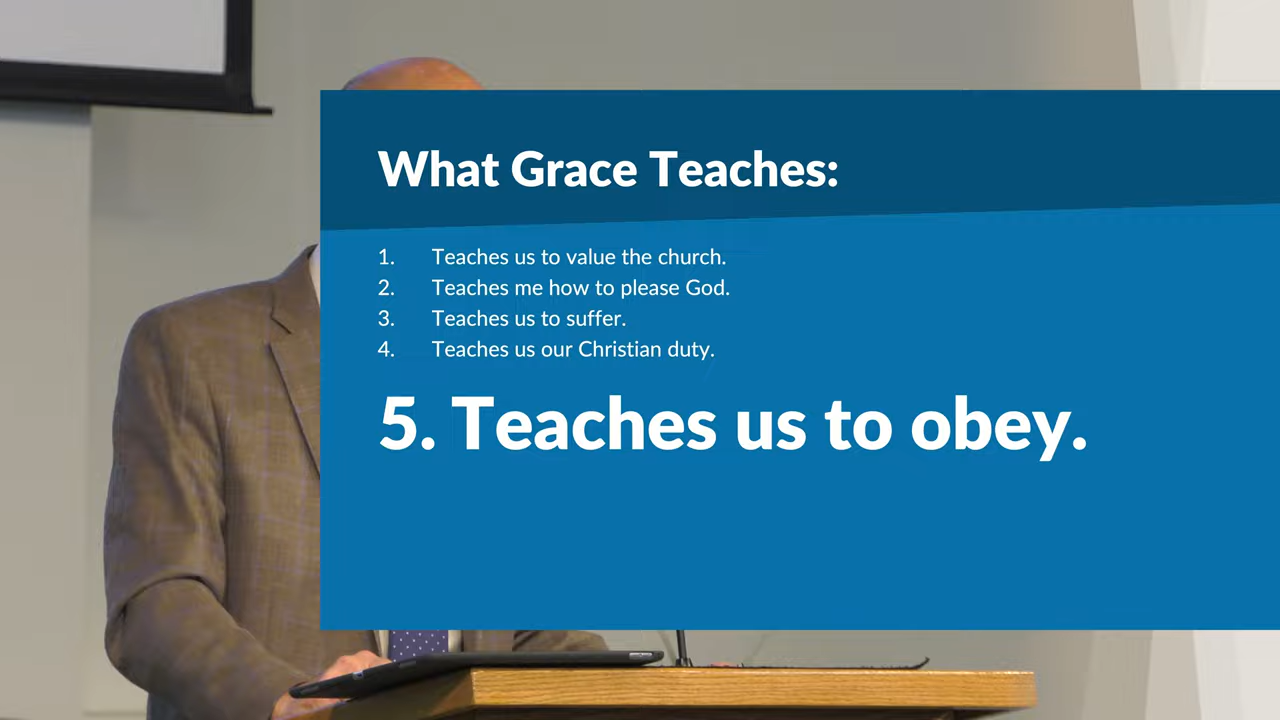 What Grace Teaches:
1. Teaches us to value the church.
2. Teaches me how to please God.
3. Teaches us to suffer.
4. Teaches us our Christian duty.
5. Teaches us to obey.